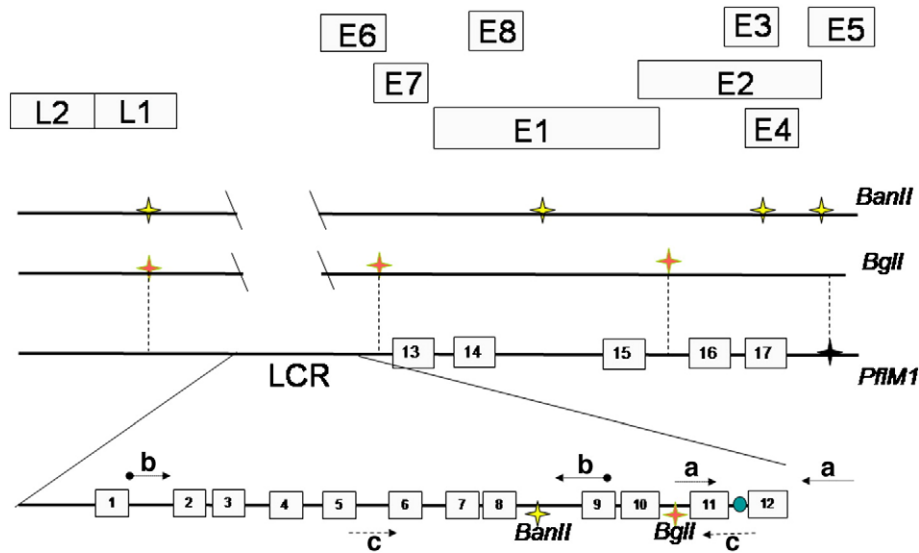 E6 E8 E3 E5
E7 E2
L2 L1 E1 E4
BanII
BglI
13 14 15 16 17
LCR PflM1
b b a a
1 2 3 4 5 6 7 8 9 10 11 12
c BanII BglI c